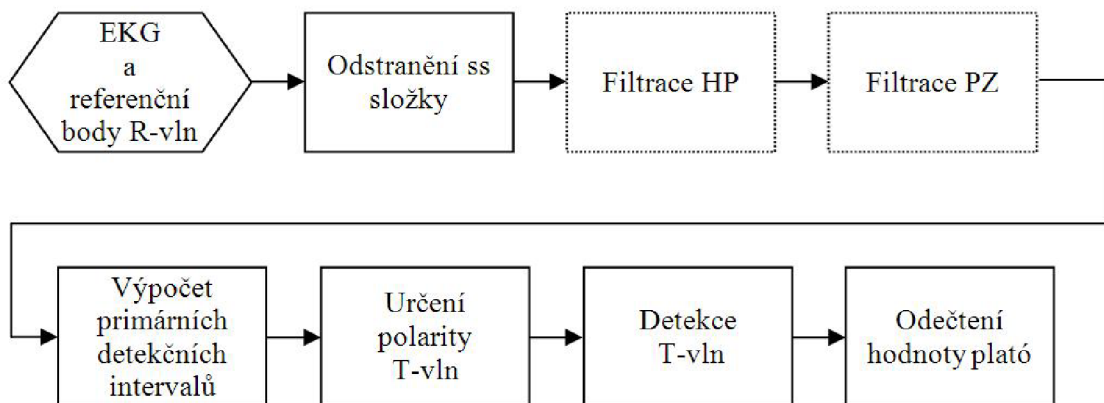 EKG
a
referenční
body R-vln
Odstranění ss
složky
Filtrace HP
Filtrace PZ
Výpočet
primárních
detekčních
intervalů
Určení
polarity
T-vln
Detekce
T-vln
Odečtení
hodnoty plató